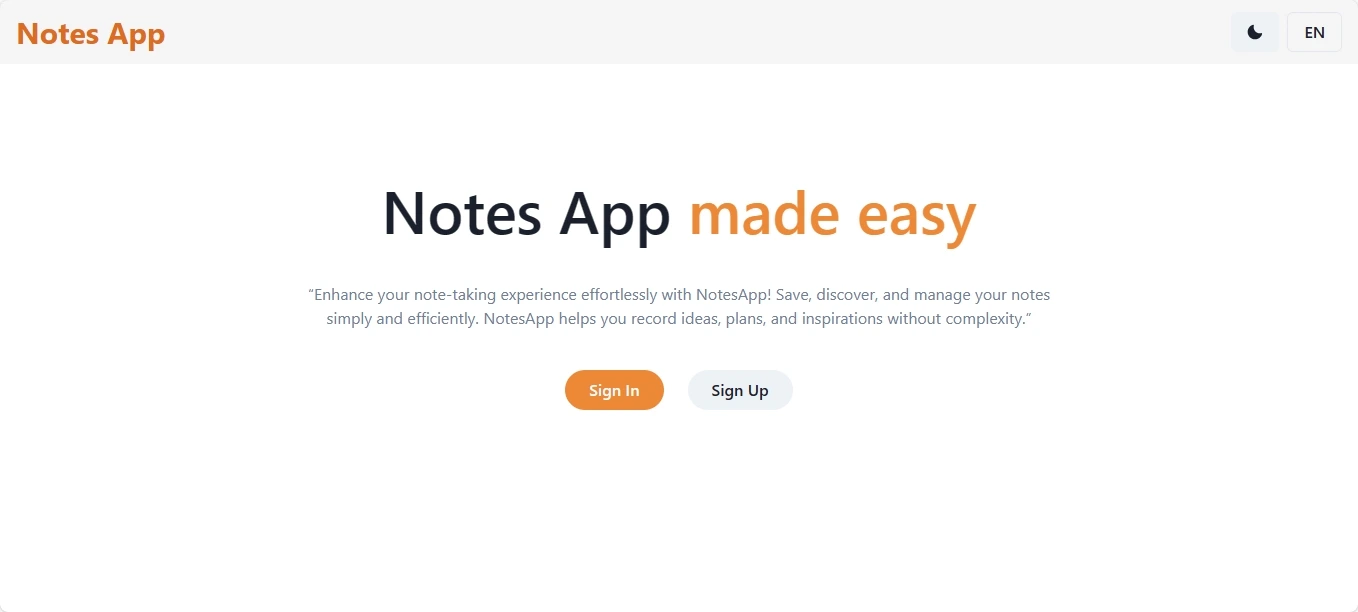 Notes App
EN
Notes App made easy
“Enhance your note-taking experience effortlessly with NotesApp! Save, discover, and manage your notes
simply and efficiently. NotesApp helps you record ideas, plans, and inspirations without complexity.”
Sign In
Sign Up